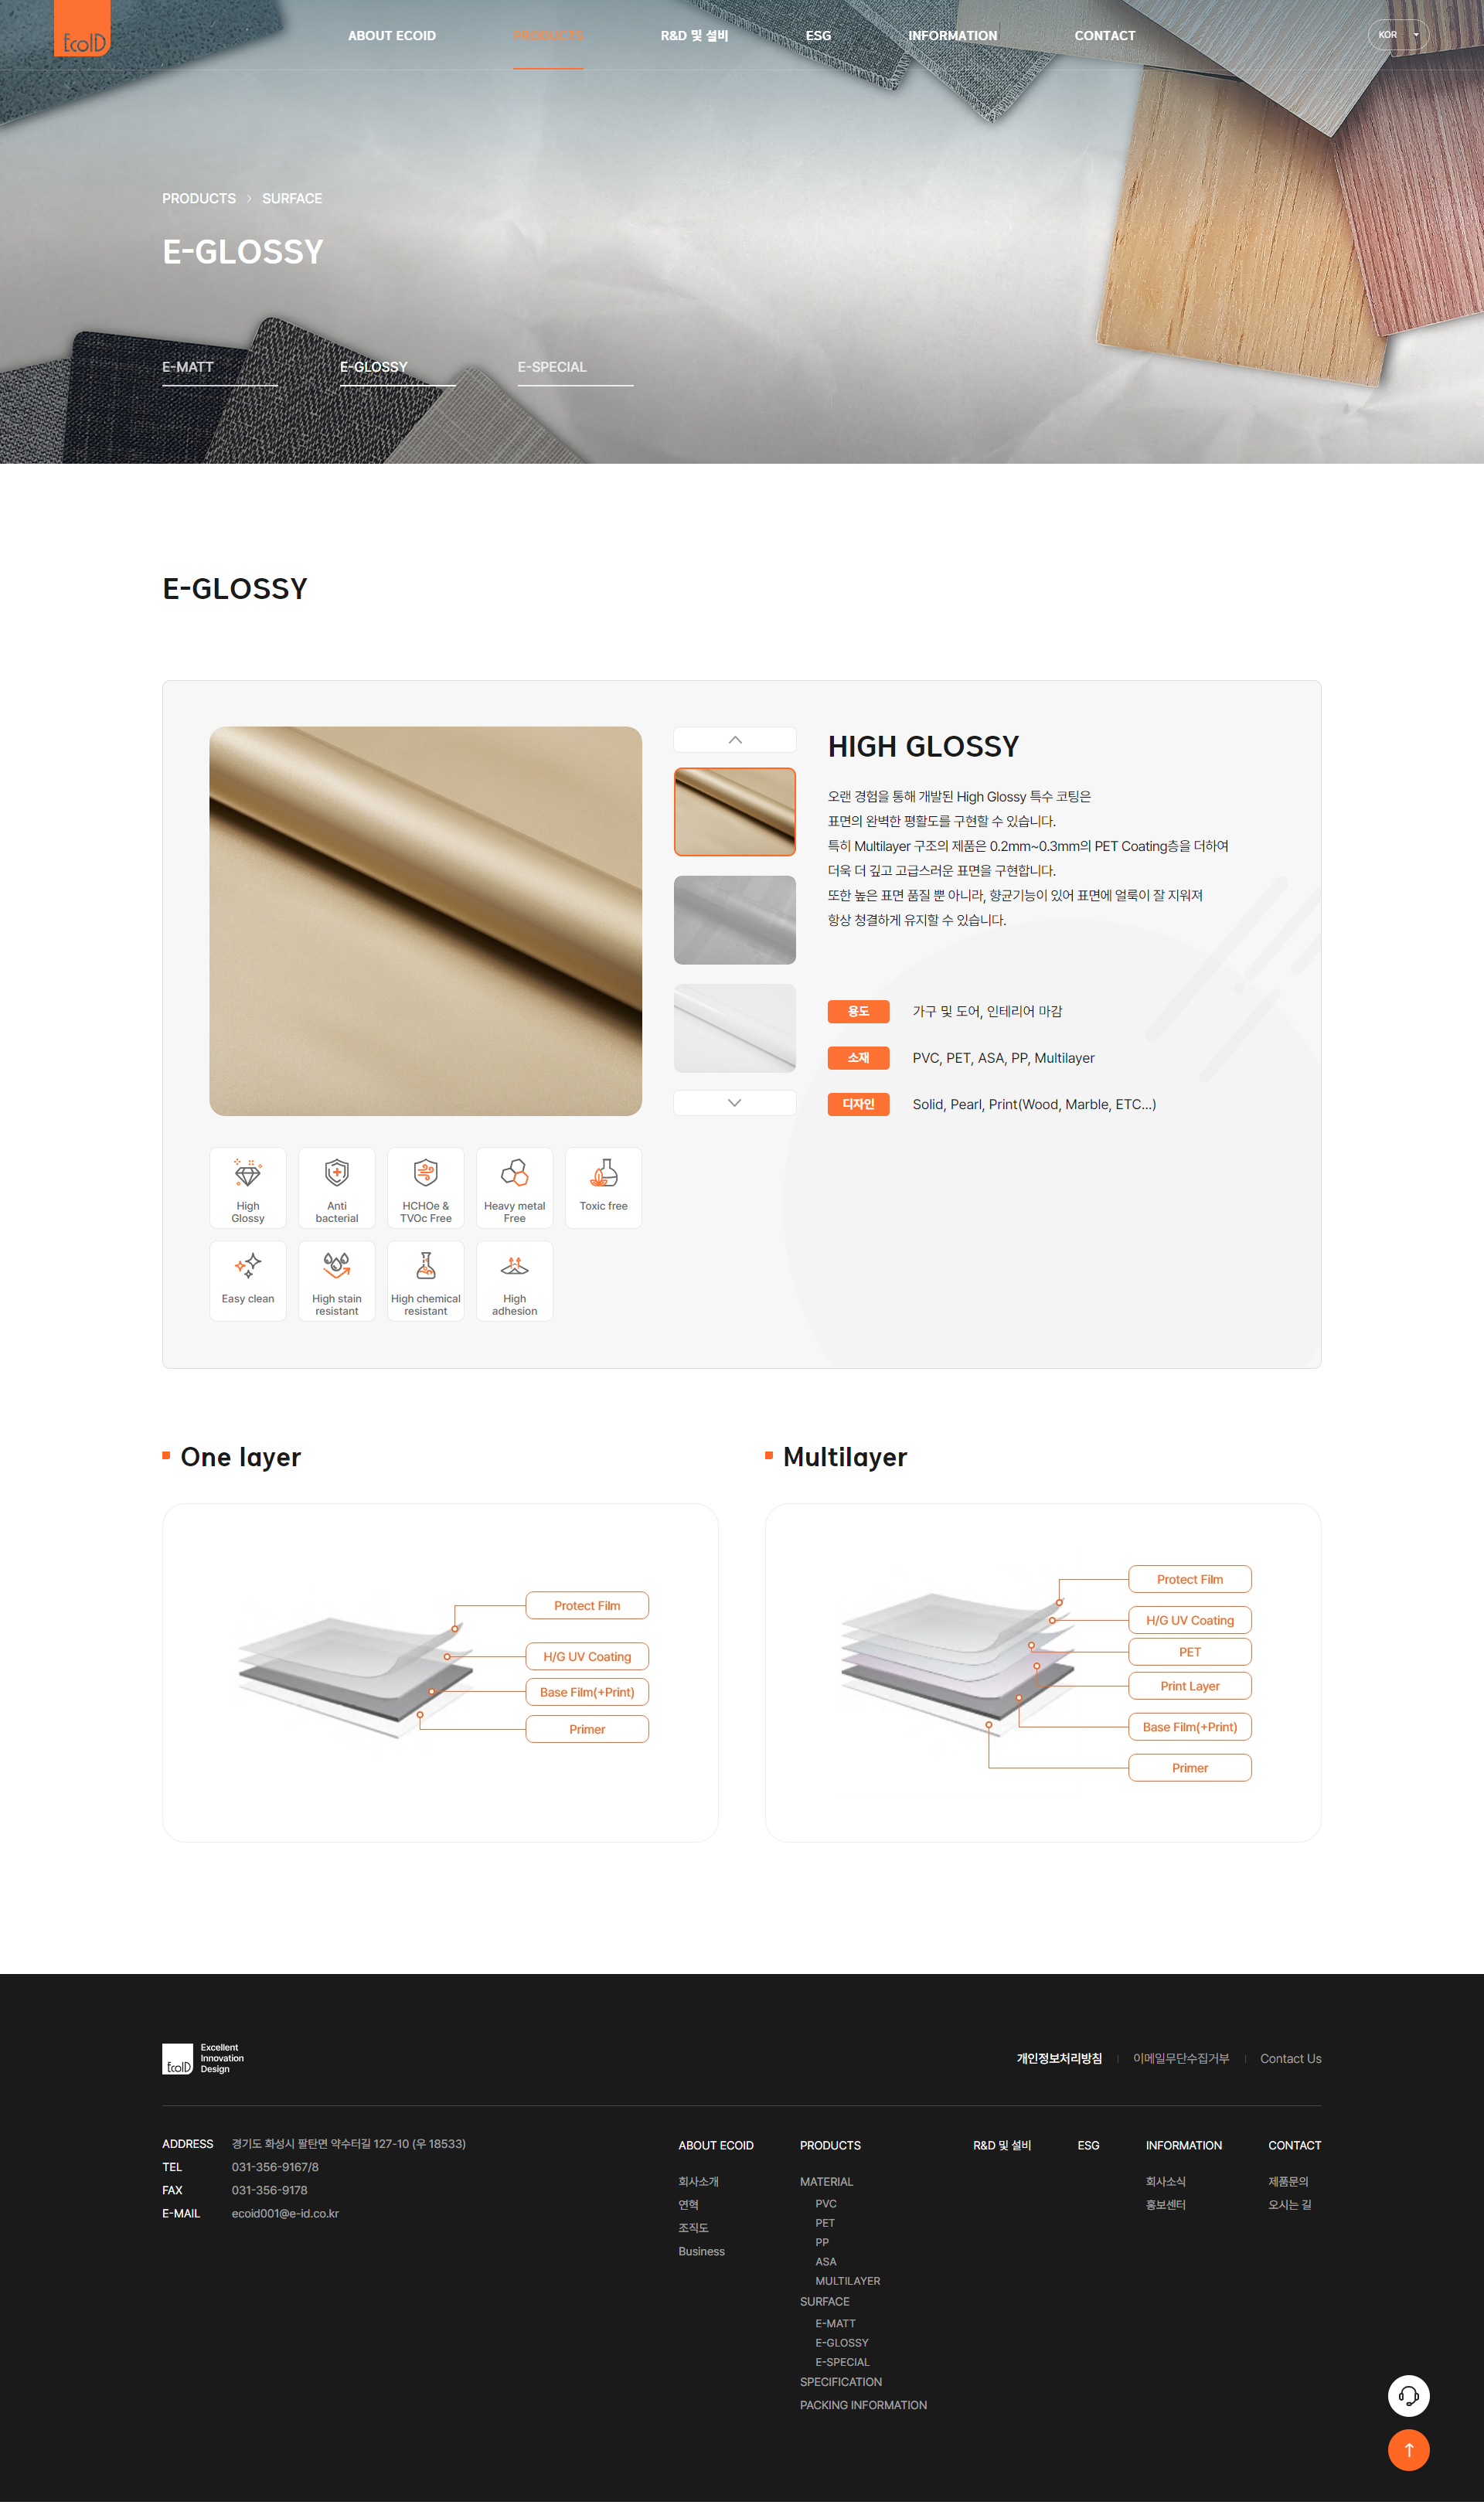 EcoID
ABOUT ECOID
PRODUCTS
R&D 및 설비
ESG
INFORMATION
CONTACT
KOR
PRODUCTS > SURFACE
E-GLOSSY
E-MATT
E-GLOSSY
E-SPECIAL
E-GLOSSY
HIGH GLOSSY
오랜 경험을 통해 개발된 High Glossy 특수 코팅은
표면의 완벽한 평활도를 구현할 수 있습니다.
특히 Multilayer 구조의 제품은 0.2mm~0.3mm의 PET Coating층을 더하여
더욱 더 깊고 고급스러운 표면을 구현합니다.
또한 높은 표면 품질 뿐 아니라, 향균기능이 있어 표면에 얼룩이 잘 지워져
항상 청결하게 유지할 수 있습니다.
용도 가구 및 도어, 인테리어 마감
소재 PVC, PET, ASA, PP, Multilayer
디자인 Solid, Pearl, Print(Wood, Marble, ETC...)
High
Glossy
Anti
bacterial
HCHOe &
TVOc Free
Heavy metal
Free
Toxic free
Easy clean
High stain
resistant
High chemical
resistant
High
adhesion
One layer
Protect Film
H/G UV Coating
Base Film(+Print)
Primer
Multilayer
Protect Film
H/G UV Coating
PET
Print Layer
Base Film(+Print)
Primer
EcoID
Excellent
Innovation
Design
개인정보처리방침
이메일무단수집거부
Contact Us
ADDRESS 경기도 화성시 팔탄면 약수터길 127-10 (우 18533)
TEL 031-356-9167/8
FAX 031-356-9178
E-MAIL ecoid001@e-id.co.kr
ABOUT ECOID
회사소개
연혁
조직도
Business
PRODUCTS
MATERIAL
PVC
PET
PP
ASA
MULTILAYER
SURFACE
E-MATT
E-GLOSSY
E-SPECIAL
SPECIFICATION
PACKING INFORMATION
R&D 및 설비
ESG
INFORMATION
회사소식
홍보센터
CONTACT
제품문의
오시는 길